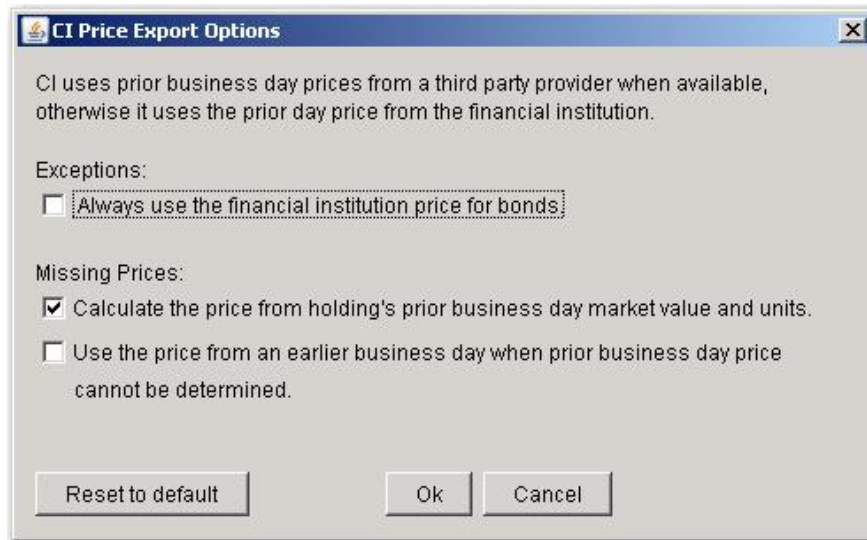 CI Price Export Options
CI uses prior business day prices from a third party provider when available,
otherwise it uses the prior day price from the financial institution.
Exceptions:
Always use the financial institution price for bonds.
Missing Prices:
Calculate the price from holding's prior business day market value and units.
Use the price from an earlier business day when prior business day price
cannot be determined.
Reset to default Ok Cancel